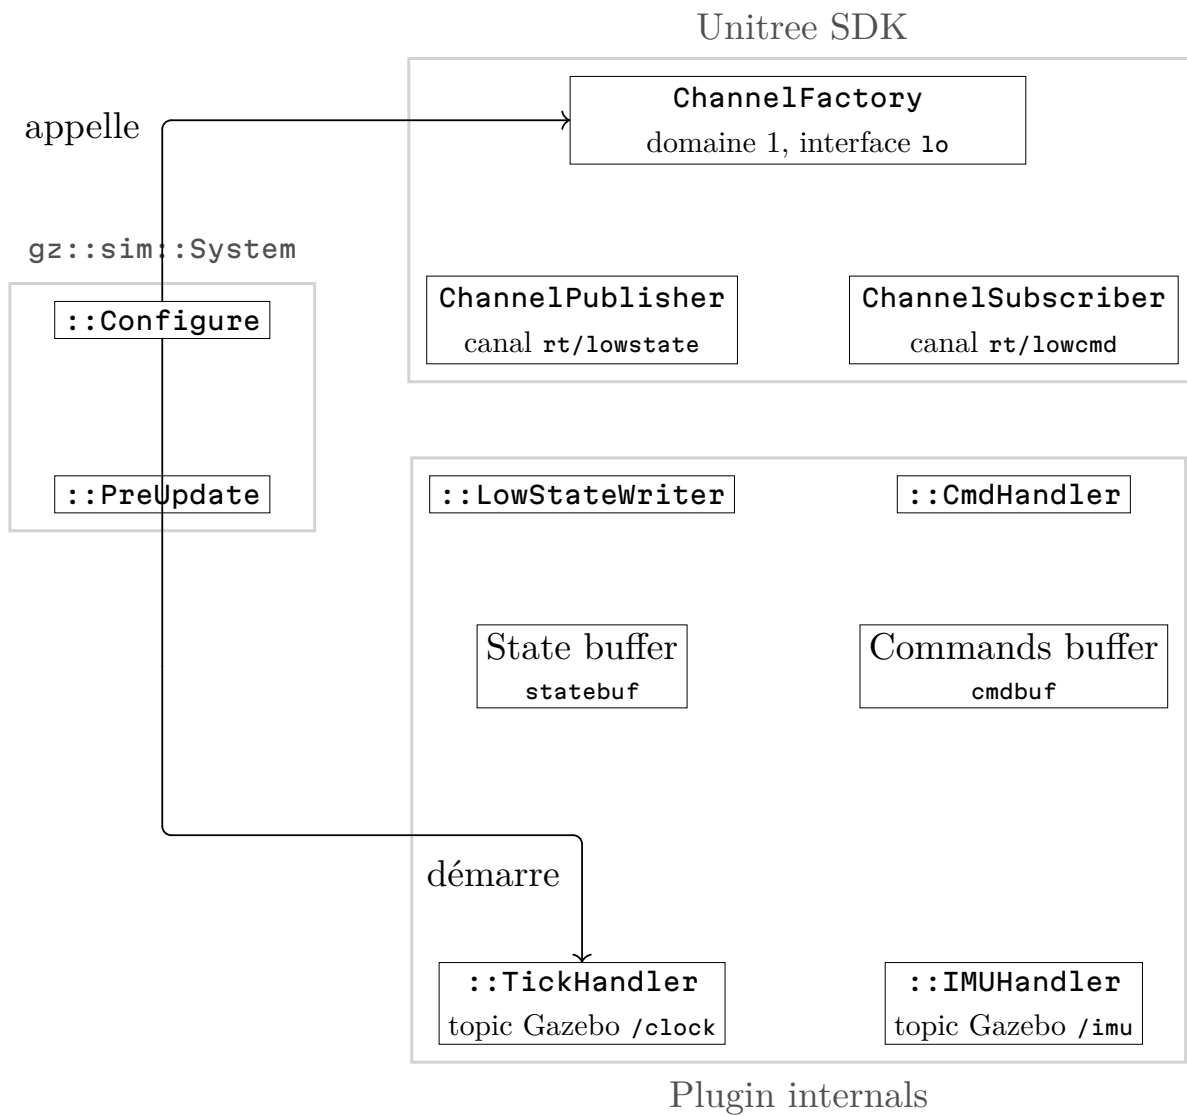 Unitree SDK
ChannelFactory
domaine 1, interface lo
appelle
gz::sim::System
::Configure
::PreUpdate
ChannelPublisher
canal rt/lowstate
ChannelSubscriber
canal rt/lowcmd
::LowStateWriter
::CmdHandler
State buffer
statebuf
Commands buffer
cmdbuf
démarre
::TickHandler
topic Gazebo /clock
::IMUHandler
topic Gazebo /imu
Plugin internals